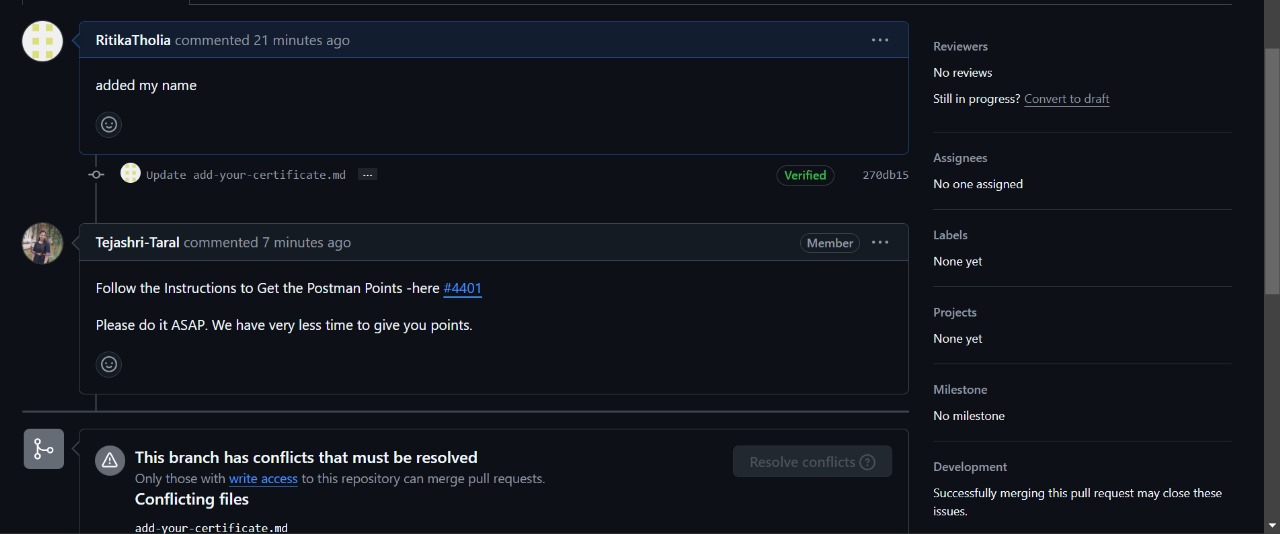 RitikaTholia commented 21 minutes ago
added my name
Update add-your-certificate.md ...
Verified
270db15
Tejashri-Taral commented 7 minutes ago
Member
Follow the Instructions to Get the Postman Points -here #4401
Please do it ASAP. We have very less time to give you points.
This branch has conflicts that must be resolved
Only those with write access to this repository can merge pull requests.
Resolve conflicts
Conflicting files
add-your-certificate.md
Reviewers
No reviews
Still in progress? Convert to draft
Assignees
No one assigned
Labels
None yet
Projects
None yet
Milestone
No milestone
Development
Successfully merging this pull request may close these
issues.